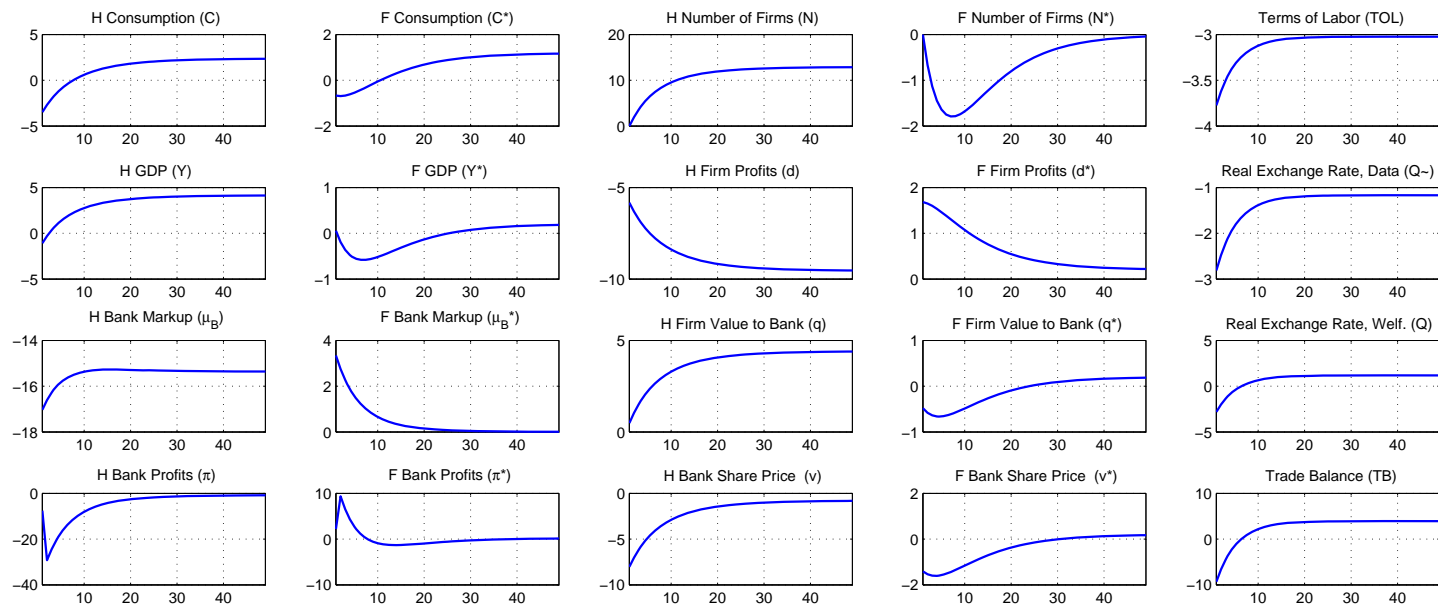 H Consumption (C)
5
0
−5
10 20 30 40
F Consumption (C*)
2
0
−2
10 20 30 40
H Number of Firms (N)
20
10
0
10 20 30 40
F Number of Firms (N*)
0
−1
−2
10 20 30 40
Terms of Labor (TOL)
−3
−3.5
−4
10 20 30 40
H GDP (Y)
5
0
−5
10 20 30 40
F GDP (Y*)
1
0
−1
10 20 30 40
H Firm Profits (d)
−5
−10
10 20 30 40
F Firm Profits (d*)
2
1
0
10 20 30 40
Real Exchange Rate, Data (Q~)
−1
−2
−3
10 20 30 40
H Bank Markup (μ_B)
−14
−16
−18
10 20 30 40
F Bank Markup (μ_B*)
4
2
0
10 20 30 40
H Firm Value to Bank (q)
5
0
10 20 30 40
F Firm Value to Bank (q*)
1
0
−1
10 20 30 40
Real Exchange Rate, Welf. (Q)
5
0
−5
10 20 30 40
H Bank Profits (π)
0
−20
−40
10 20 30 40
F Bank Profits (π*)
10
0
−10
10 20 30 40
H Bank Share Price (v)
0
−5
−10
10 20 30 40
F Bank Share Price (v*)
2
0
−2
10 20 30 40
Trade Balance (TB)
10
0
−10
10 20 30 40